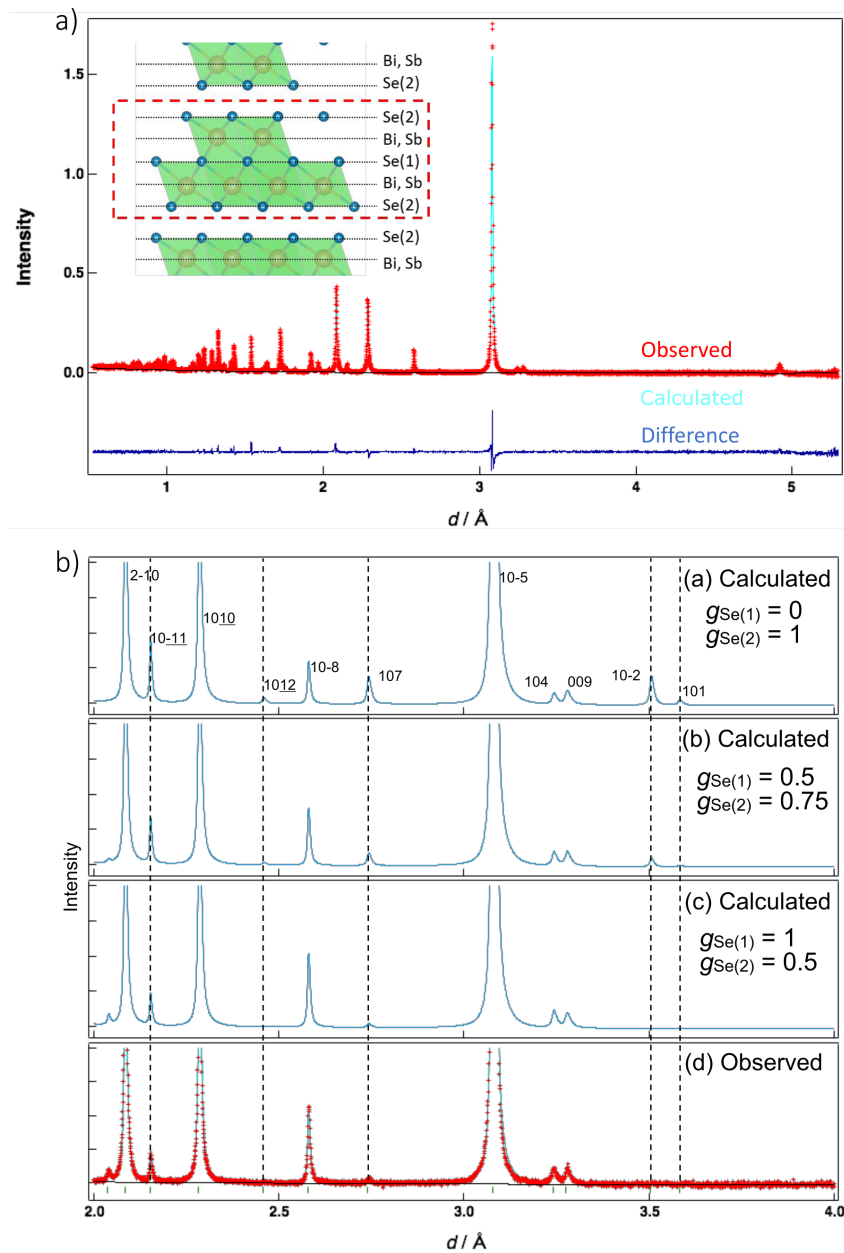 a)
1.5
1.0
0.5
0.0
Intensity
Bi, Sb
Se(2)
Se(2)
Bi, Sb
Se(1)
Bi, Sb
Se(2)
Se(2)
Bi, Sb
Observed
Calculated
Difference
1 2 3 4 5
d / Å
b)
2-10
10-11
1010
1012
10-8
107
10-5
104
009
10-2
101
(a) Calculated
gSe(1) = 0
gSe(2) = 1
(b) Calculated
gSe(1) = 0.5
gSe(2) = 0.75
(c) Calculated
gSe(1) = 1
gSe(2) = 0.5
(d) Observed
Intensity
2.0 2.5 3.0 3.5 4.0
d / Å